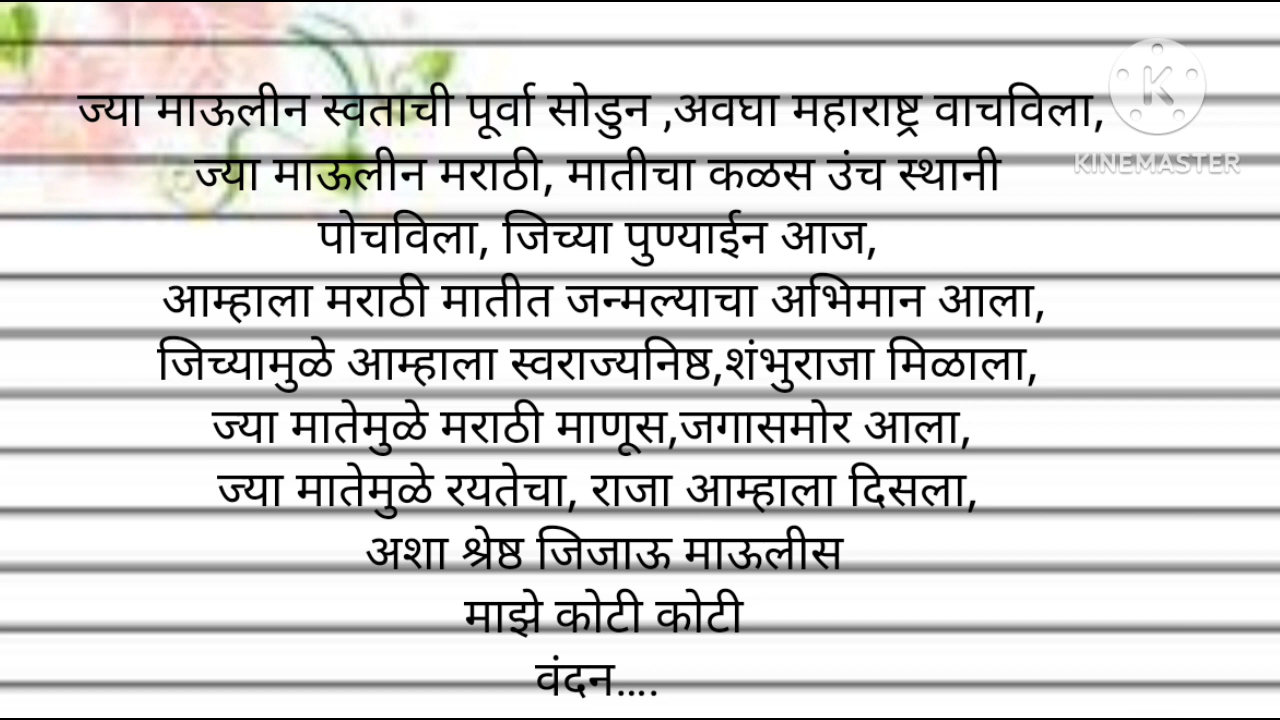 ज्या माऊलीन स्वताची पूर्वा सोडुन ,अवघा महाराष्ट्र वाचविला,
ज्या माऊलीन मराठी, मातीचा कळस उंच स्थानी
पोचविला, जिच्या पुण्याईन आज,
आम्हाला मराठी मातीत जन्मल्याचा अभिमान आला,
जिच्यामुळे आम्हाला स्वराज्यनिष्ठ,शंभुराजा मिळाला,
ज्या मातेमुळे मराठी माणूस,जगासमोर आला,
ज्या मातेमुळे रयतेचा, राजा आम्हाला दिसला,
अशा श्रेष्ठ जिजाऊ माऊलीस
माझे कोटी कोटी
वंदन....
K
KINEMASTER